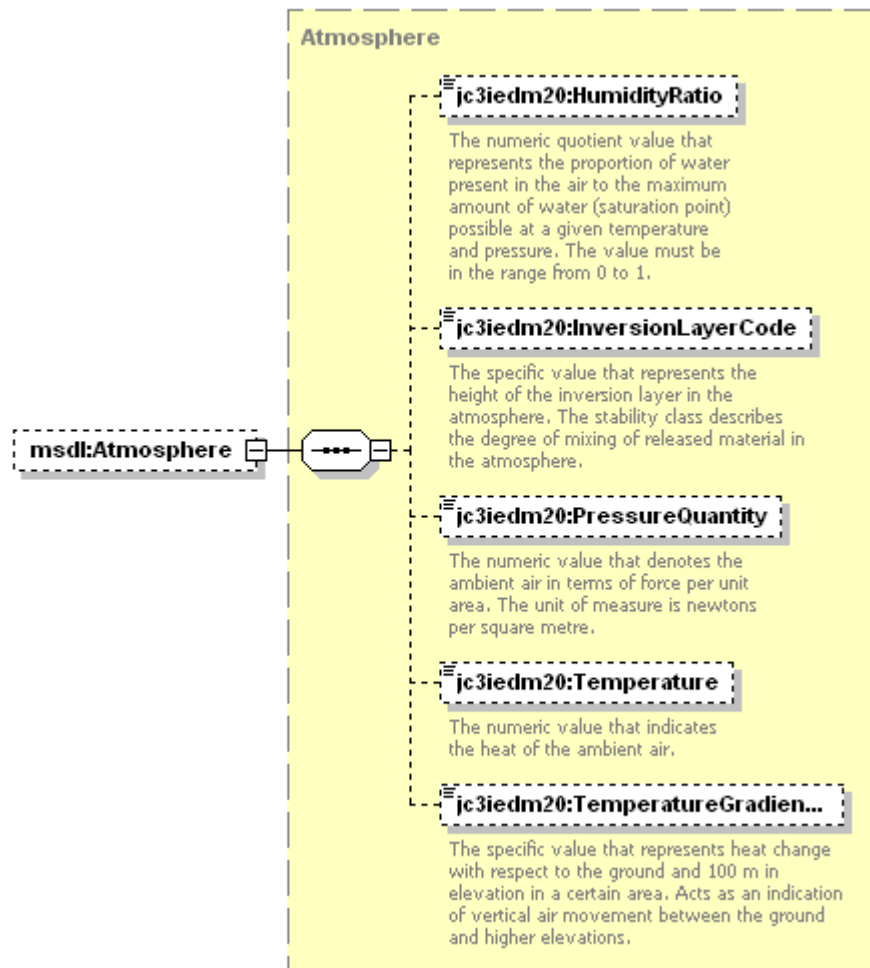 Atmosphere
jc3iedm20:HumidityRatio
The numeric quotient value that
represents the proportion of water
present in the air to the maximum
amount of water (saturation point)
possible at a given temperature
and pressure. The value must be
in the range from 0 to 1.
jc3iedm20:InversionLayerCode
The specific value that represents the
height of the inversion layer in the
atmosphere. The stability class describes
the degree of mixing of released material in
the atmosphere.
msdl:Atmosphere
jc3iedm20:PressureQuantity
The numeric value that denotes the
ambient air in terms of force per unit
area. The unit of measure is newtons
per square metre.
jc3iedm20:Temperature
The numeric value that indicates
the heat of the ambient air.
jc3iedm20:TemperatureGradien...
The specific value that represents heat change
with respect to the ground and 100 m in
elevation in a certain area. Acts as an indication
of vertical air movement between the ground
and higher elevations.